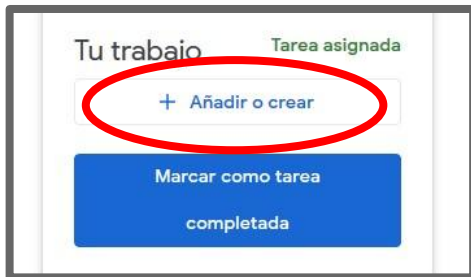 Tu trabajo Tarea asignada
+ Añadir o crear
Marcar como tarea
completada